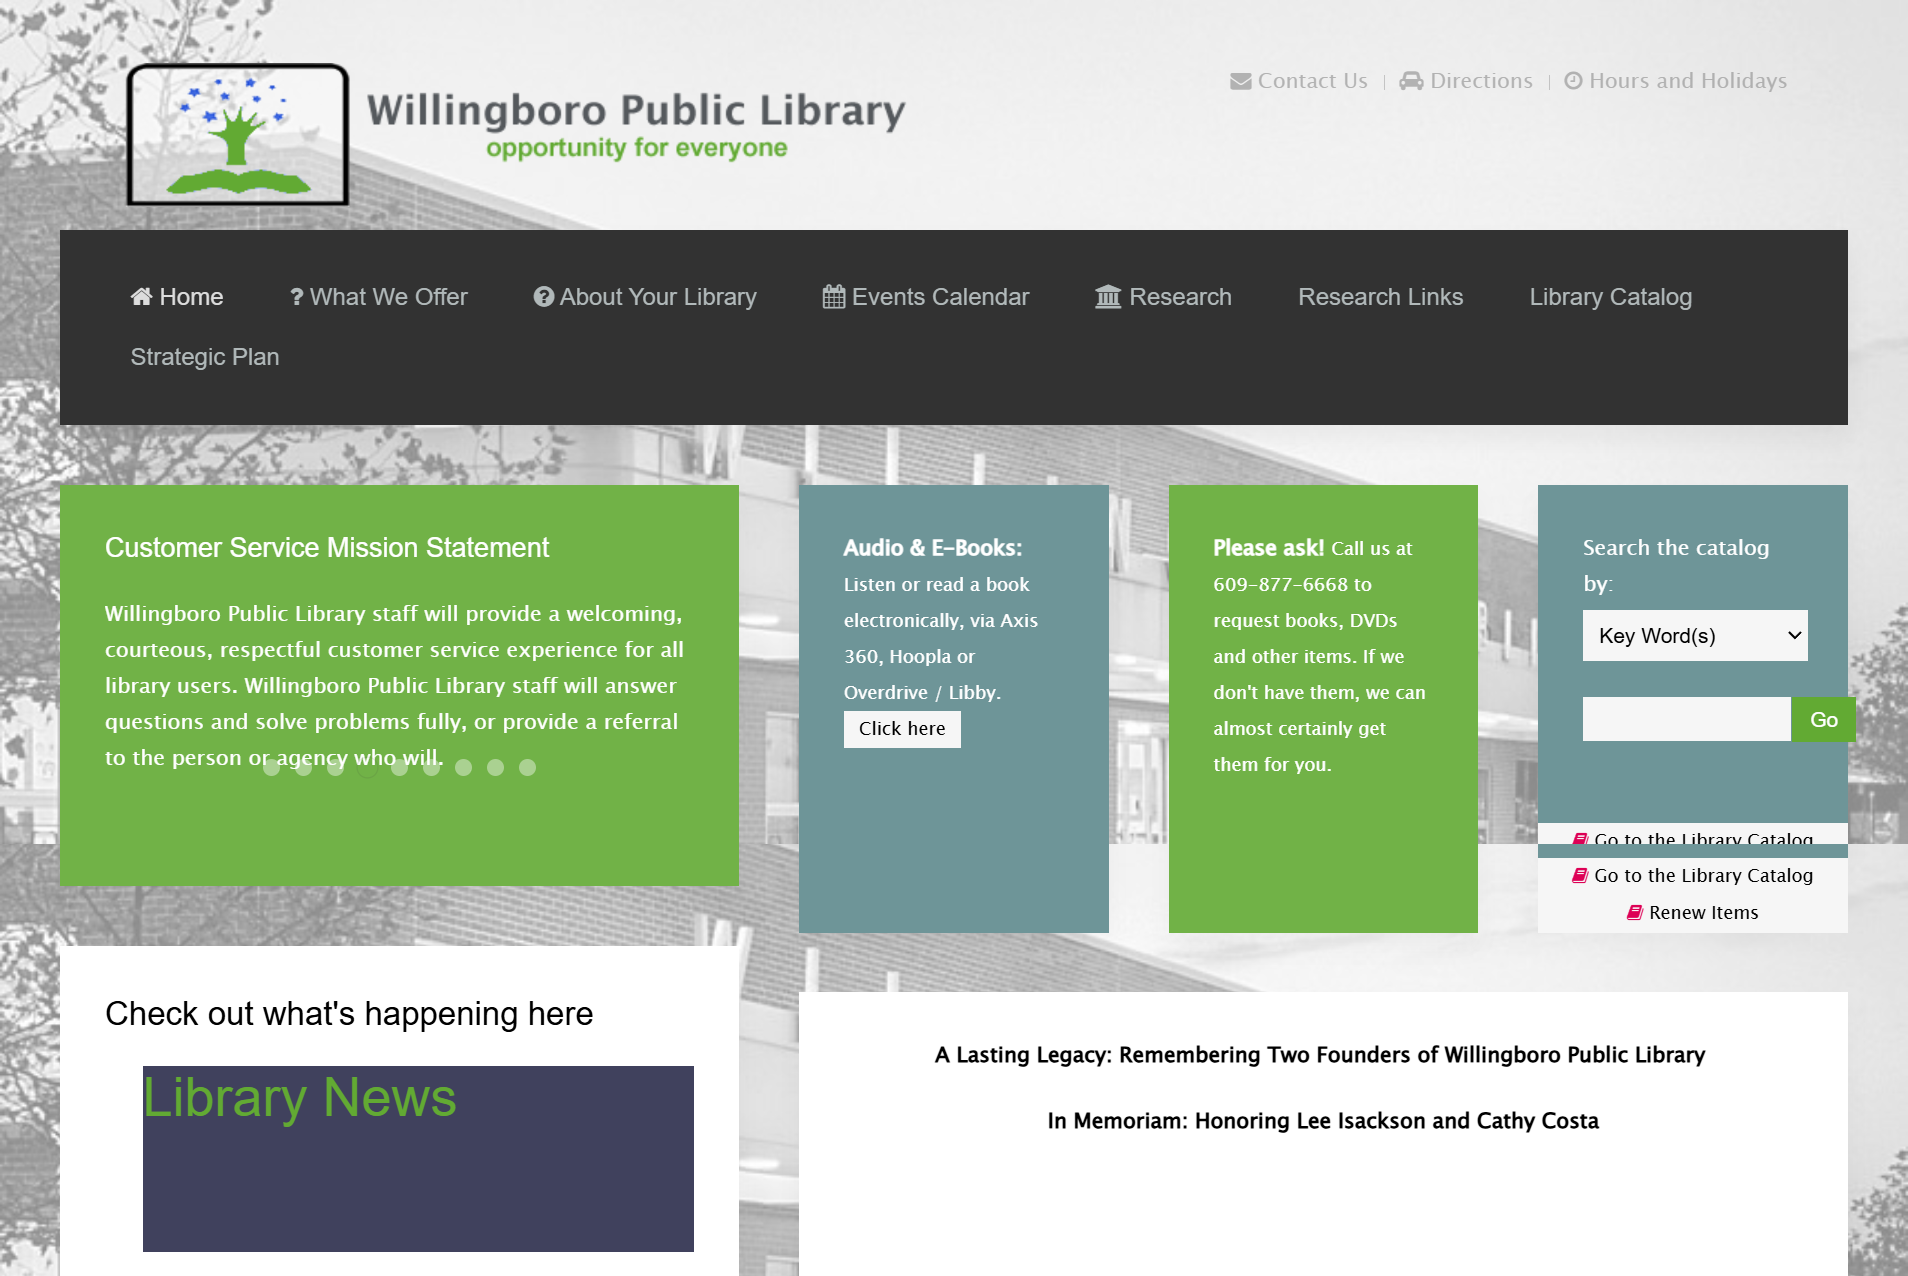 Willingboro Public Library
opportunity for everyone
Contact Us
Directions
Hours and Holidays
Home
What We Offer
About Your Library
Events Calendar
Research
Research Links
Library Catalog
Strategic Plan
Customer Service Mission Statement
Willingboro Public Library staff will provide a welcoming,
courteous, respectful customer service experience for all
library users. Willingboro Public Library staff will answer
questions and solve problems fully, or provide a referral
to the person or agency who will.
Audio & E-Books:
Listen or read a book
electronically, via Axis
360, Hoopla or
Overdrive / Libby.
Click here
Please ask! Call us at
609-877-6668 to
request books, DVDs
and other items. If we
don't have them, we can
almost certainly get
them for you.
Search the catalog
by:
Key Word(s)
Go
Go to the Library Catalog
Go to the Library Catalog
Renew Items
Check out what's happening here
Library News
A Lasting Legacy: Remembering Two Founders of Willingboro Public Library
In Memoriam: Honoring Lee Isackson and Cathy Costa